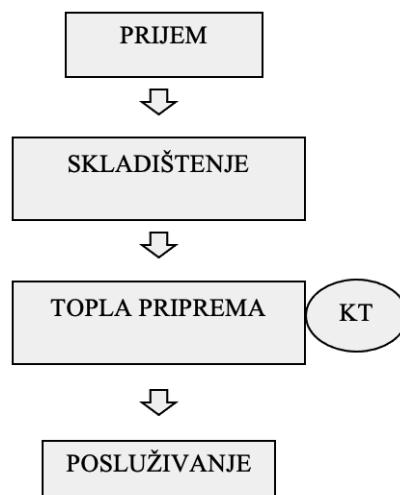 PRIJEM
SKLADIŠTENJE
TOPLA PRIPREMA
KT
POSLUŽIVANJE